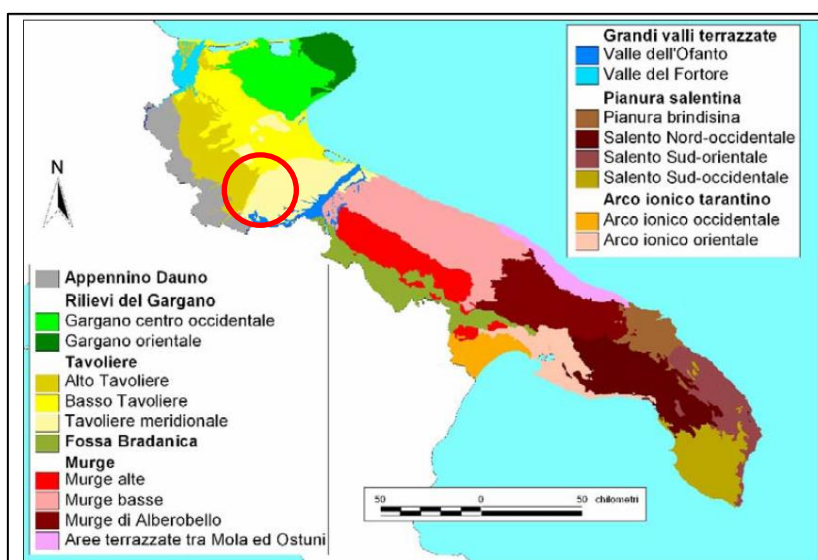 Grandi valli terrazzate
Valle dell'Ofanto
Valle del Fortore
Pianura salentina
Pianura brindisina
Salento Nord-occidentale
Salento Sud-orientale
Salento Sud-occidentale
Arco ionico tarantino
Arco ionico occidentale
Arco ionico orientale
N
Appennino Dauno
Rilievi del Gargano
Gargano centro occidentale
Gargano orientale
Tavoliere
Alto Tavoliere
Basso Tavoliere
Tavoliere meridionale
Fossa Bradanica
Murge
Murge alte
Murge basse
Murge di Alberobello
Aree terrazzate tra Mola ed Ostuni
50 0 50 chilometri